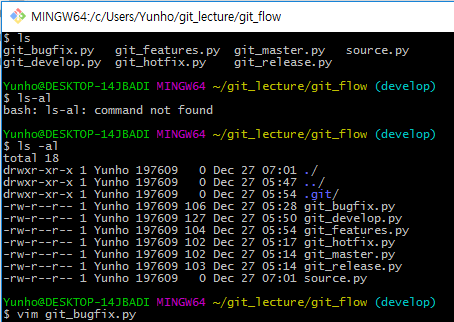 MINGW64:/c/Users/Yunho/git_lecture/git_flow
$ ls
git_bugfix.py git_features.py git_master.py source.py
git_develop.py git_hotfix.py git_release.py
Yunho@DESKTOP-14JBADI MINGW64 ~/git_lecture/git_flow (develop)
$ ls-al
bash: ls-al: command not found
Yunho@DESKTOP-14JBADI MINGW64 ~/git_lecture/git_flow (develop)
$ ls -al
total 18
drwxr-xr-x 1 Yunho 197609 0 Dec 27 07:01 ./
drwxr-xr-x 1 Yunho 197609 0 Dec 27 05:47 ../
drwxr-xr-x 1 Yunho 197609 0 Dec 27 05:54 .git/
-rw-r--r-- 1 Yunho 197609 106 Dec 27 05:28 git_bugfix.py
-rw-r--r-- 1 Yunho 197609 127 Dec 27 05:50 git_develop.py
-rw-r--r-- 1 Yunho 197609 104 Dec 27 05:54 git_features.py
-rw-r--r-- 1 Yunho 197609 102 Dec 27 05:17 git_hotfix.py
-rw-r--r-- 1 Yunho 197609 102 Dec 27 05:14 git_master.py
-rw-r--r-- 1 Yunho 197609 103 Dec 27 05:14 git_release.py
-rw-r--r-- 1 Yunho 197609 0 Dec 27 07:01 source.py
Yunho@DESKTOP-14JBADI MINGW64 ~/git_lecture/git_flow (develop)
$ vim git_bugfix.py